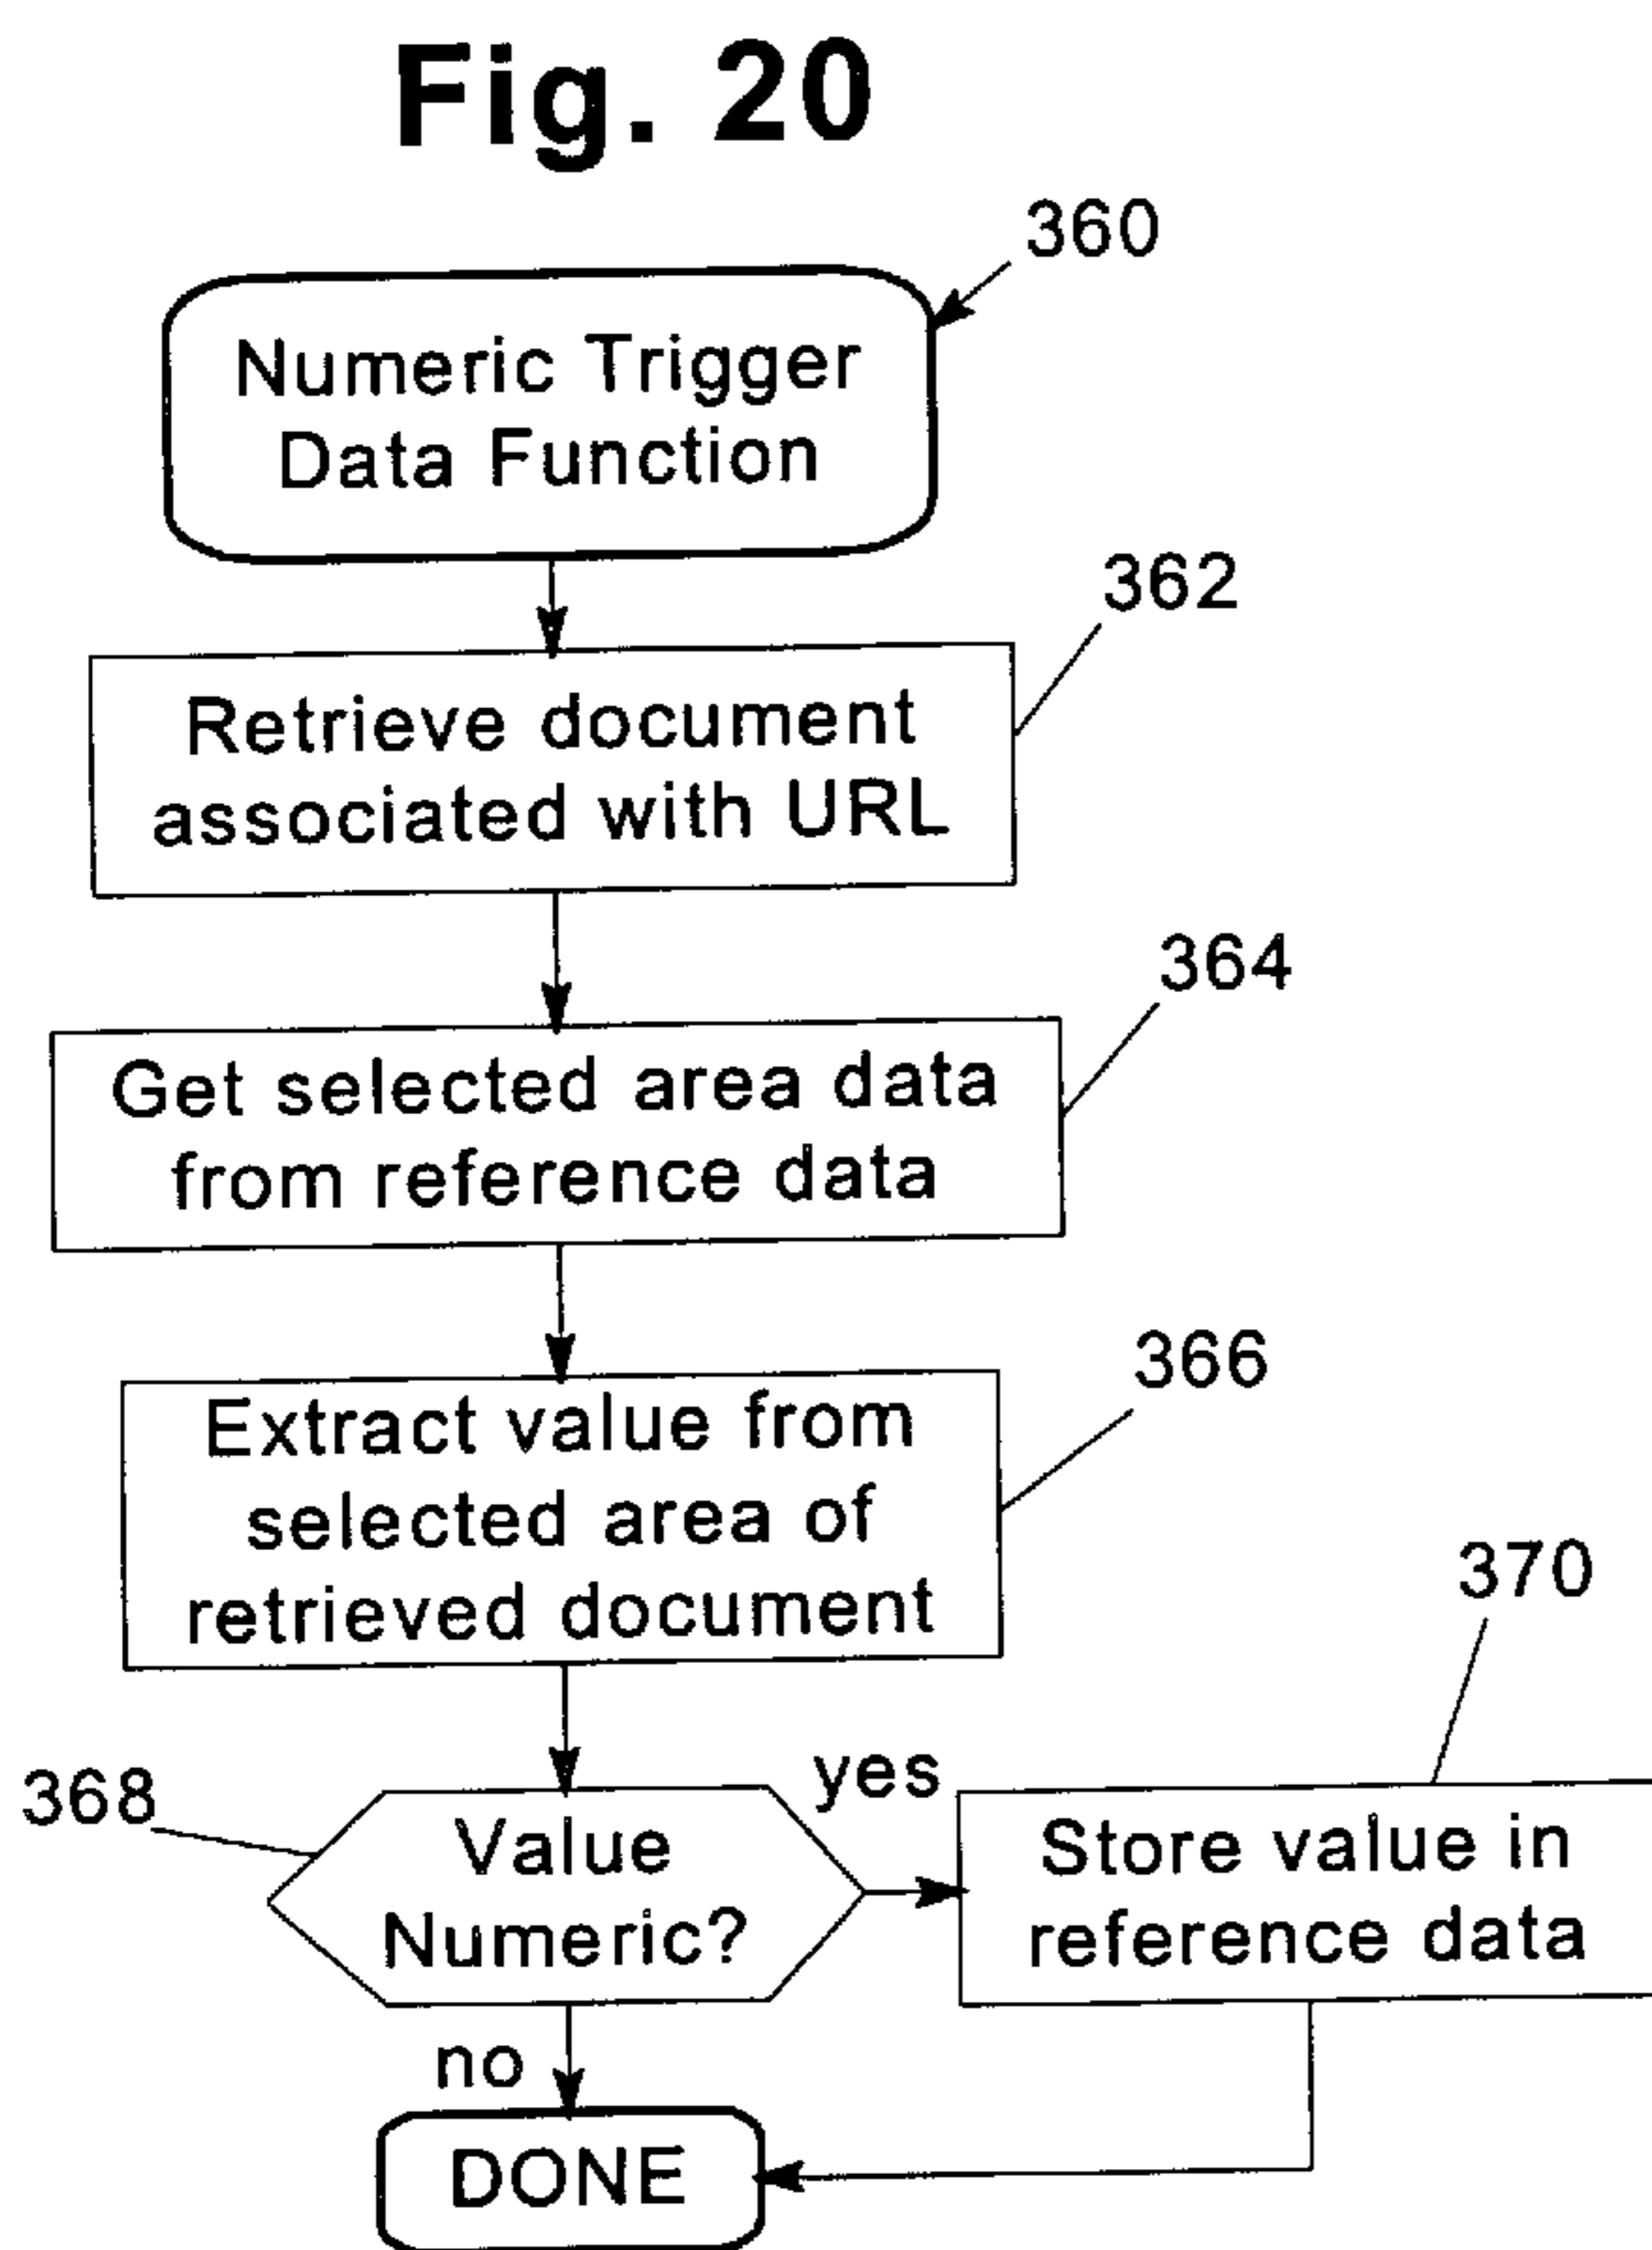 Fig. 20
360
Numeric Trigger
Data Function
362
Retrieve document
associated with URL
364
Get selected area data
from reference data
366
Extract value from
selected area of
retrieved document
370
368
yes
Value
Numeric?
Store value in
reference data
no
DONE